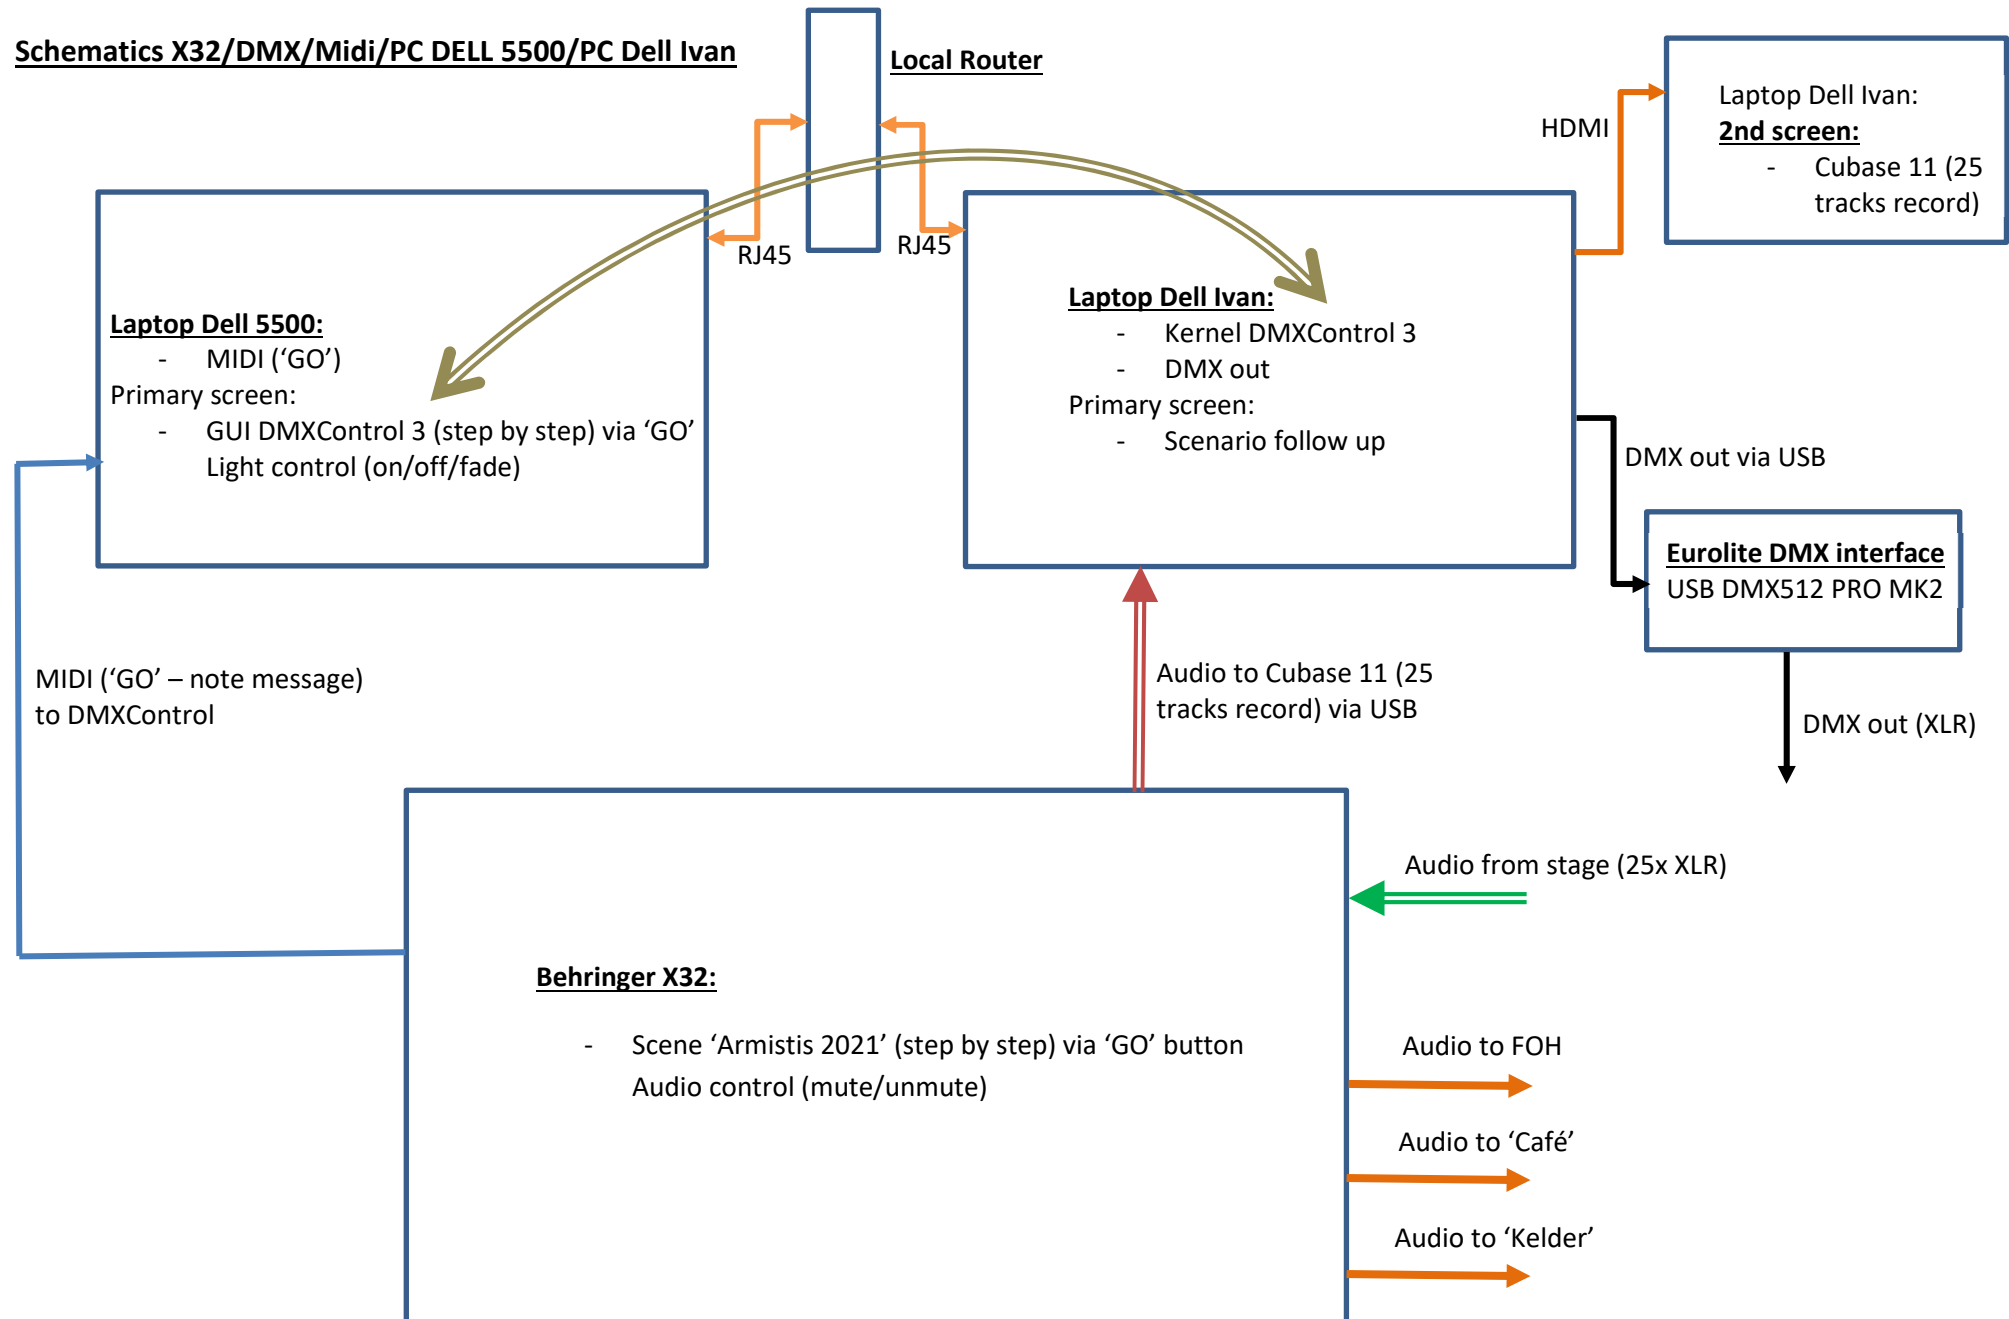 Schematics X32/DMX/Midi/PC DELL 5500/PC Dell Ivan
Local Router
Laptop Dell Ivan:
2nd screen:
- Cubase 11 (25
tracks record)
HDMI
RJ45
RJ45
Laptop Dell 5500:
- MIDI (‘GO’)
Primary screen:
- GUI DMXControl 3 (step by step) via ‘GO’
Light control (on/off/fade)
Laptop Dell Ivan:
- Kernel DMXControl 3
- DMX out
Primary screen:
- Scenario follow up
DMX out via USB
Eurolite DMX interface
USB DMX512 PRO MK2
DMX out (XLR)
MIDI (‘GO’ – note message)
to DMXControl
Audio to Cubase 11 (25
tracks record) via USB
Audio from stage (25x XLR)
Behringer X32:
- Scene ‘Armistis 2021’ (step by step) via ‘GO’ button
Audio control (mute/unmute)
Audio to FOH
Audio to ‘Café’
Audio to ‘Kelder’